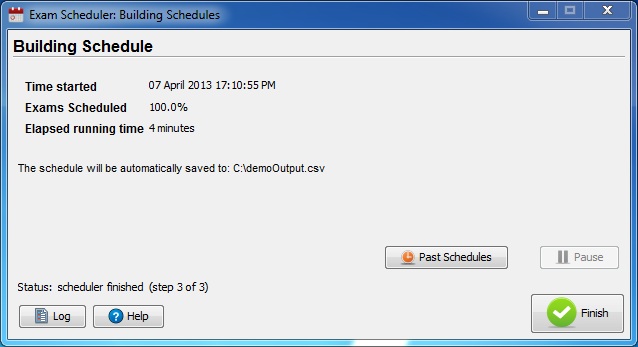 Exam Scheduler: Building Schedules
Building Schedule
Time started 07 April 2013 17:10:55 PM
Exams Scheduled 100.0%
Elapsed running time 4 minutes
The schedule will be automatically saved to: C:\demoOutput.csv
Past Schedules Pause
Status: scheduler finished (step 3 of 3)
Log Help Finish